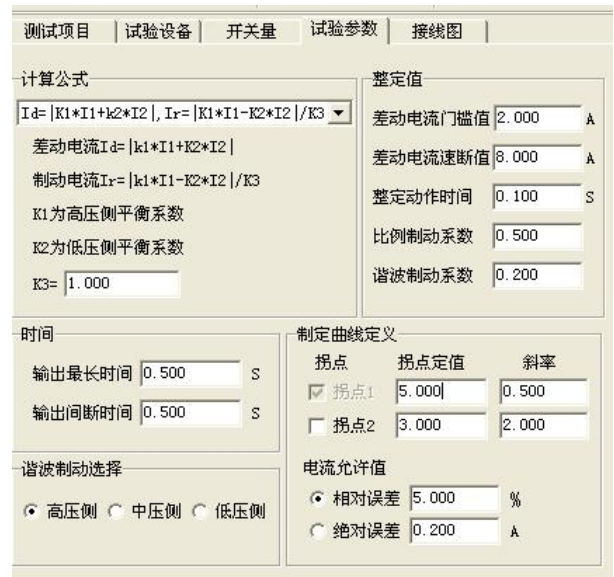 测试项目 试验设备 开关量 试验参数 接线图
计算公式
Id=|K1*I1+k2*I2|,Ir=|K1*I1-K2*I2|/K3
差动电流Id=|k1*I1+K2*I2|
制动电流Ir=|k1*I1-K2*I2|/K3
K1为高压侧平衡系数
K2为低压侧平衡系数
K3= 1.000
整定值
差动电流门槛值 2.000 A
差动电流速断值 8.000 A
整定动作时间 0.100 S
比例制动系数 0.500
谐波制动系数 0.200
时间
输出最长时间 0.500 S
输出间断时间 0.500 S
谐波制动选择
高压侧 中压侧 低压侧
制定曲线定义
拐点 拐点定值 斜率
拐点1 5.000 0.500
拐点2 3.000 2.000
电流允许值
相对误差 5.000 %
绝对误差 0.200 A